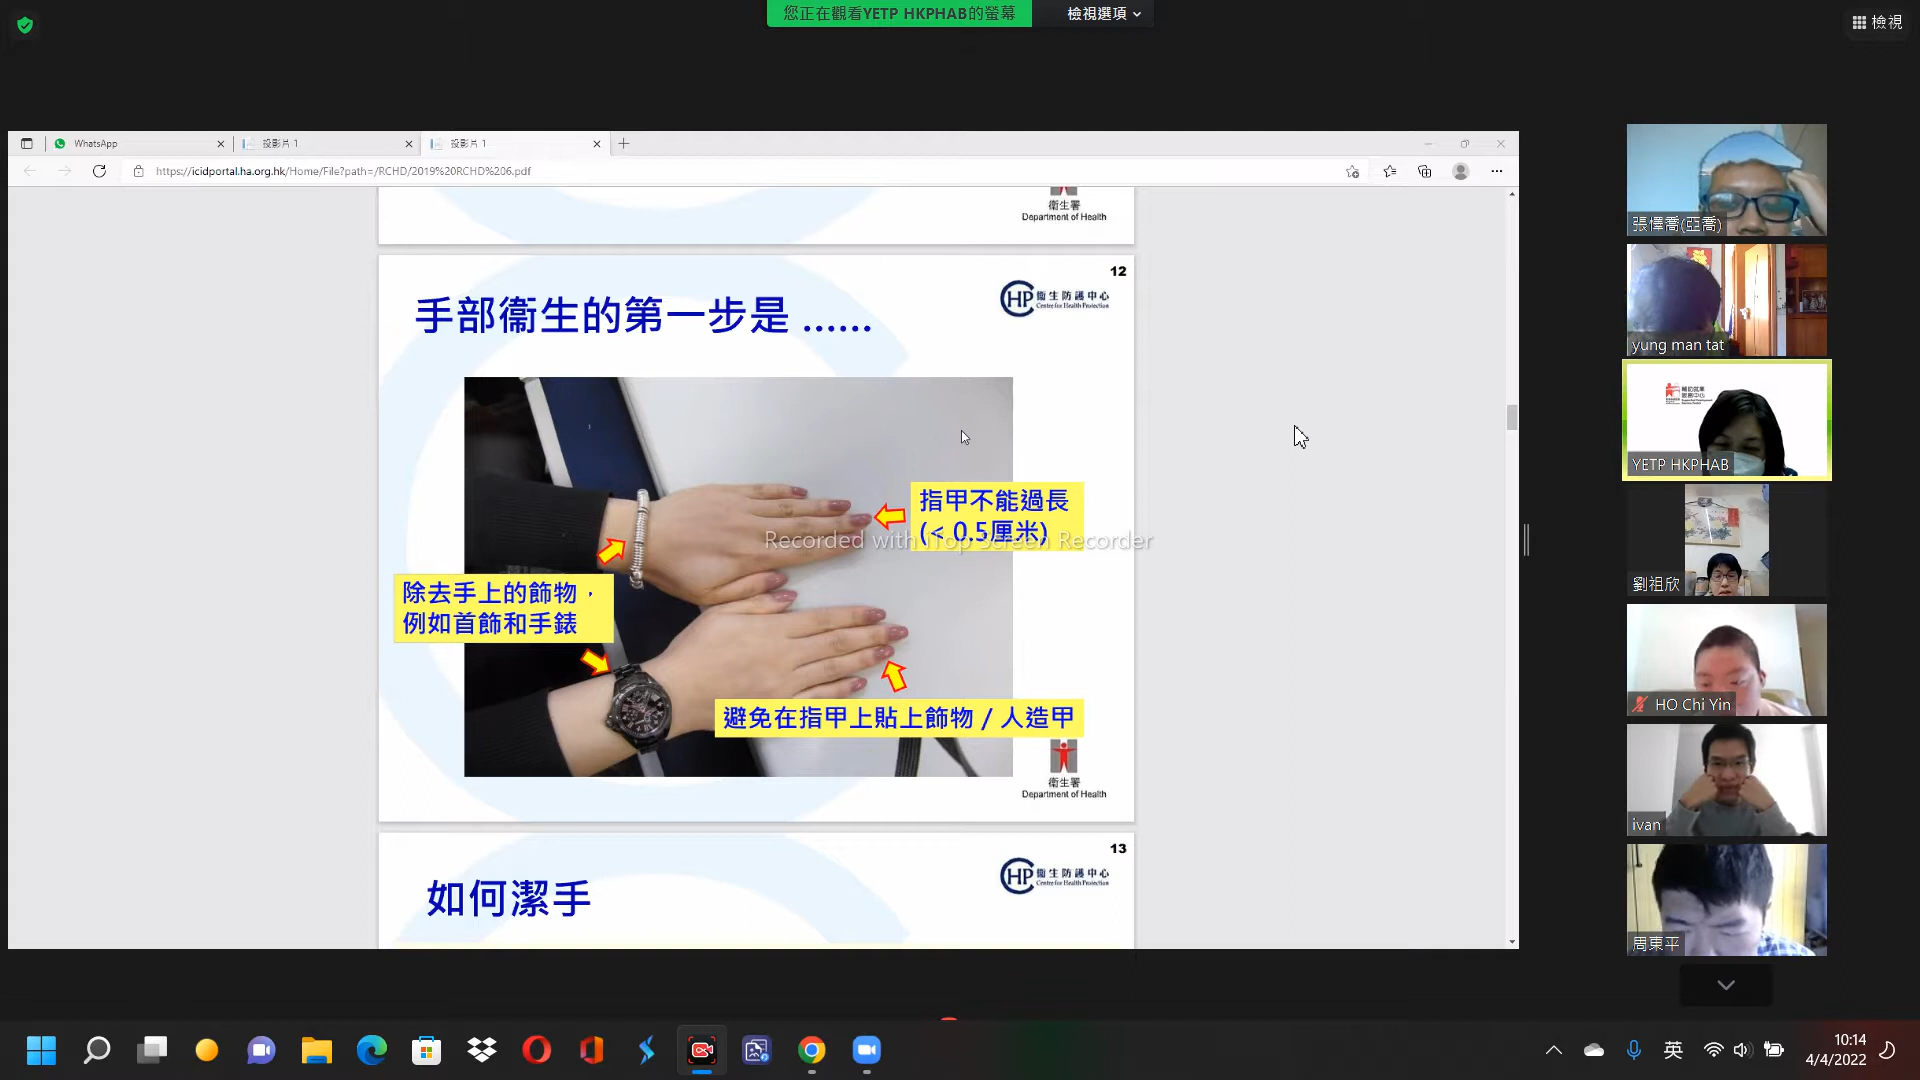 您正在觀看YETP HKPHAB的螢幕
檢視選項
檢視
WhatsApp
投影片 1
投影片 1
https://icidportal.ha.org.hk/Home/File?path=/RCHD/2019%20RCHD%206.pdf
衞生署
Department of Health
12
衞生防護中心
Centre for Health Protection
手部衞生的第一步是 ......
指甲不能過長
(< 0.5厘米)
Recorded with iTop Screen Recorder
除去手上的飾物，
例如首飾和手錶
避免在指甲上貼上飾物 / 人造甲
衞生署
Department of Health
13
衞生防護中心
Centre for Health Protection
如何潔手
張懌喬(亞喬)
yung man tat
YETP HKPHAB
劉祖欣
HO Chi Yin
ivan
周東平
英
10:14
4/4/2022